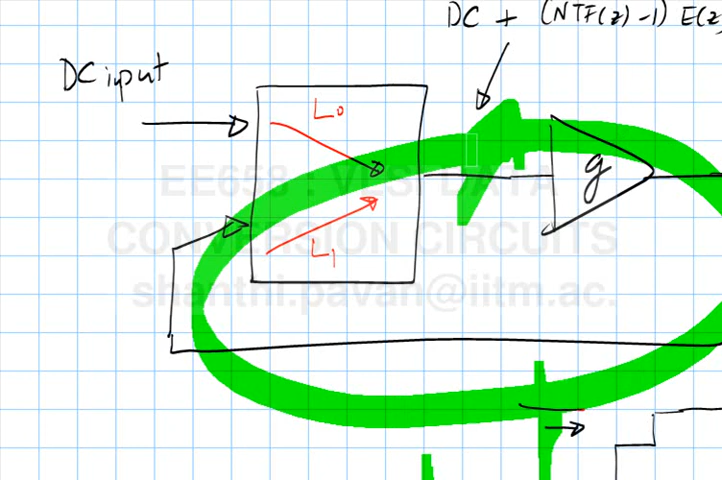 DC + (NTF(z)-1) E(z
DC input
L0
g
L1
EE658 : VLSI DATA
CONVERSION CIRCUITS
shanthi.pavan@iitm.ac.